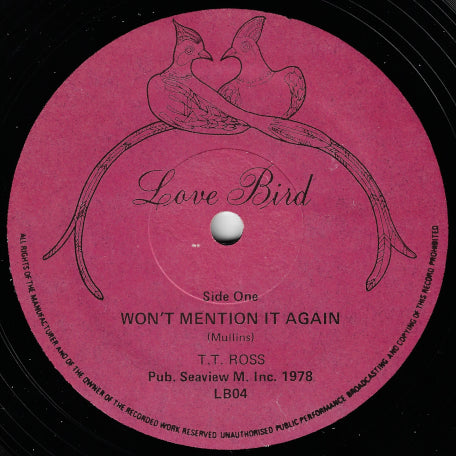 Love Bird
Side One
WON'T MENTION IT AGAIN
(Mullins)
T.T. ROSS
Pub. Seaview M. Inc. 1978
LB04
ALL RIGHTS OF THE MANUFACTURER AND OF THE OWNER OF THE RECORDED WORK RESERVED UNAUTHORISED PUBLIC PERFORMANCE BROADCASTING AND COPYING OF THIS RECORD PROHIBITED